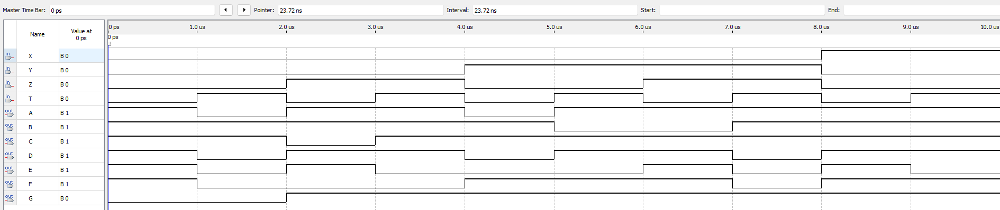 Master Time Bar: 0 ps Pointer: 23.72 ns Interval: 23.72 ns Start: End:
Name Value at 0 ps
0 ps 1.0 us 2.0 us 3.0 us 4.0 us 5.0 us 6.0 us 7.0 us 8.0 us 9.0 us 10.0 us
0 ps
in X B 0
in Y B 0
in Z B 0
in T B 0
out A B 1
out B B 1
out C B 1
out D B 1
out E B 1
out F B 1
out G B 0